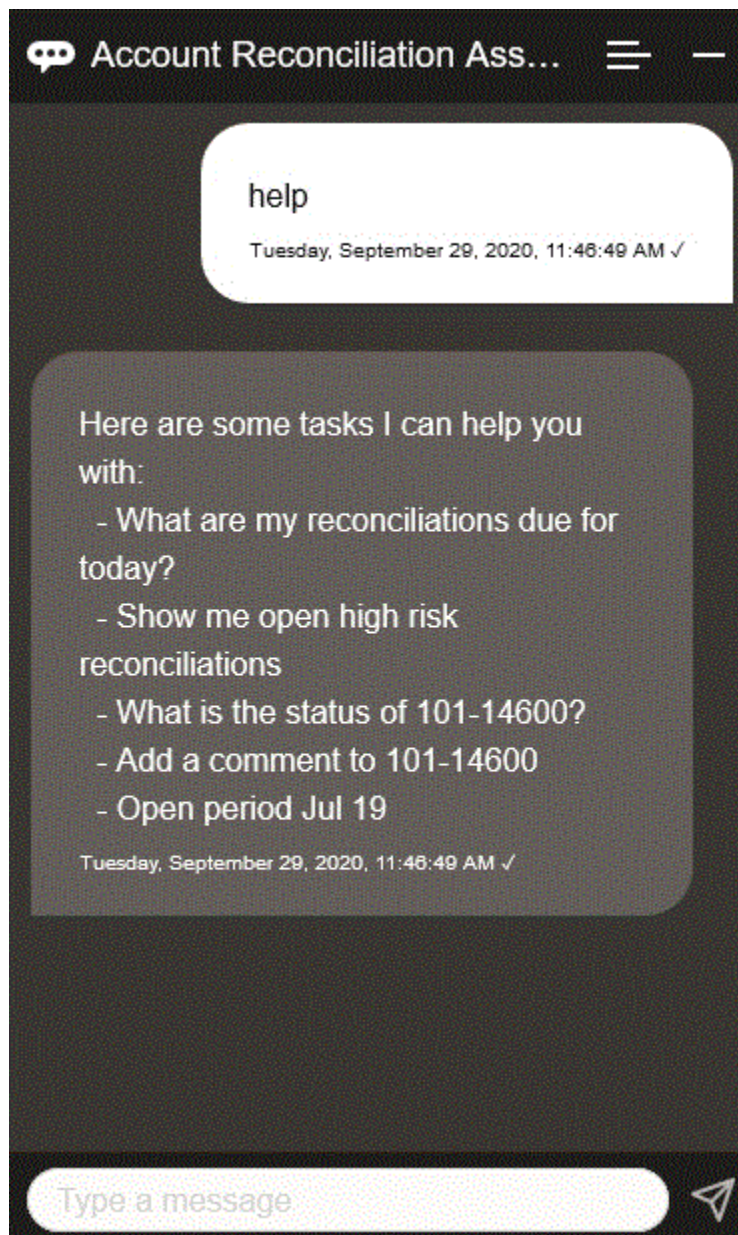 Account Reconciliation Ass...
help
Tuesday, September 29, 2020, 11:46:49 AM ✓
Here are some tasks I can help you
with:
- What are my reconciliations due for
today?
- Show me open high risk
reconciliations
- What is the status of 101-14600?
- Add a comment to 101-14600
- Open period Jul 19
Tuesday, September 29, 2020, 11:46:49 AM ✓
Type a message